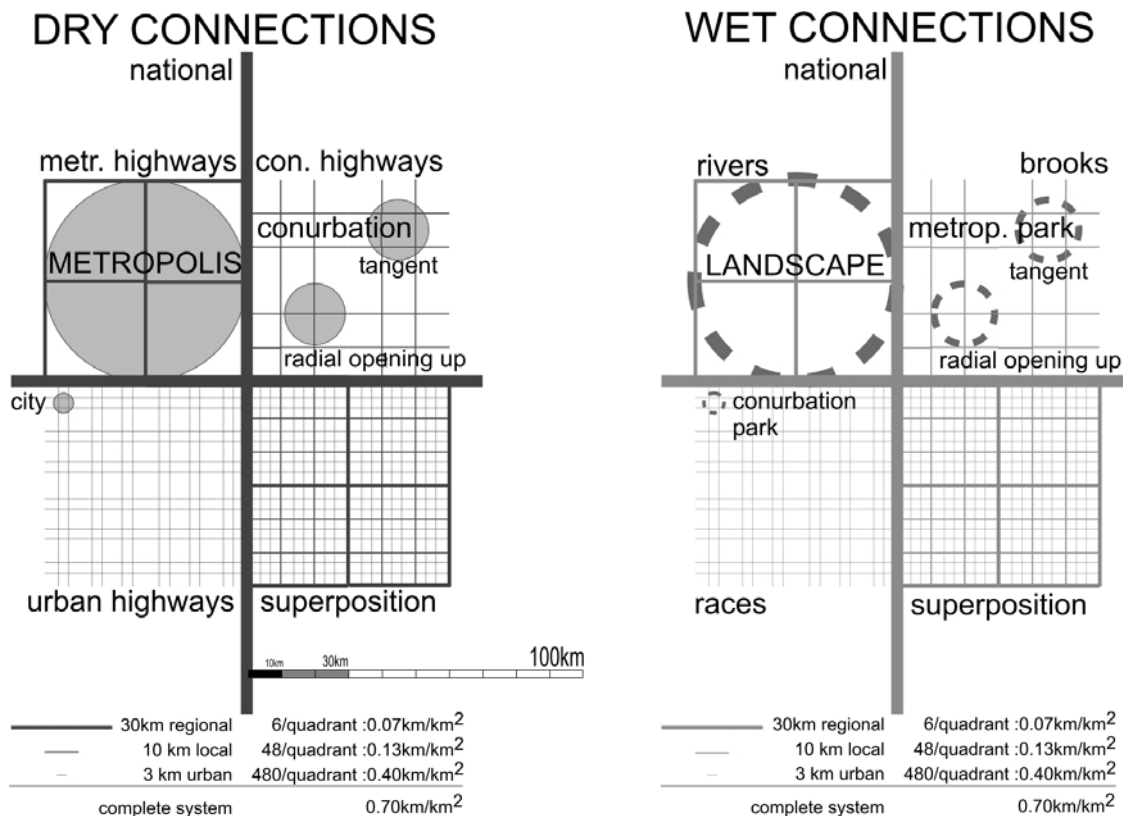 DRY CONNECTIONS
national
metr. highways
con. highways
conurbation
METROPOLIS
tangent
radial opening up
city
urban highways
superposition
10km
30km
100km
30km regional 6/quadrant :0.07km/km²
10 km local 48/quadrant :0.13km/km²
3 km urban 480/quadrant :0.40km/km²
complete system 0.70km/km²
WET CONNECTIONS
national
rivers
brooks
metrop. park
LANDSCAPE
tangent
radial opening up
conurbation
park
races
superposition
30km regional 6/quadrant :0.07km/km²
10 km local 48/quadrant :0.13km/km²
3 km urban 480/quadrant :0.40km/km²
complete system 0.70km/km²